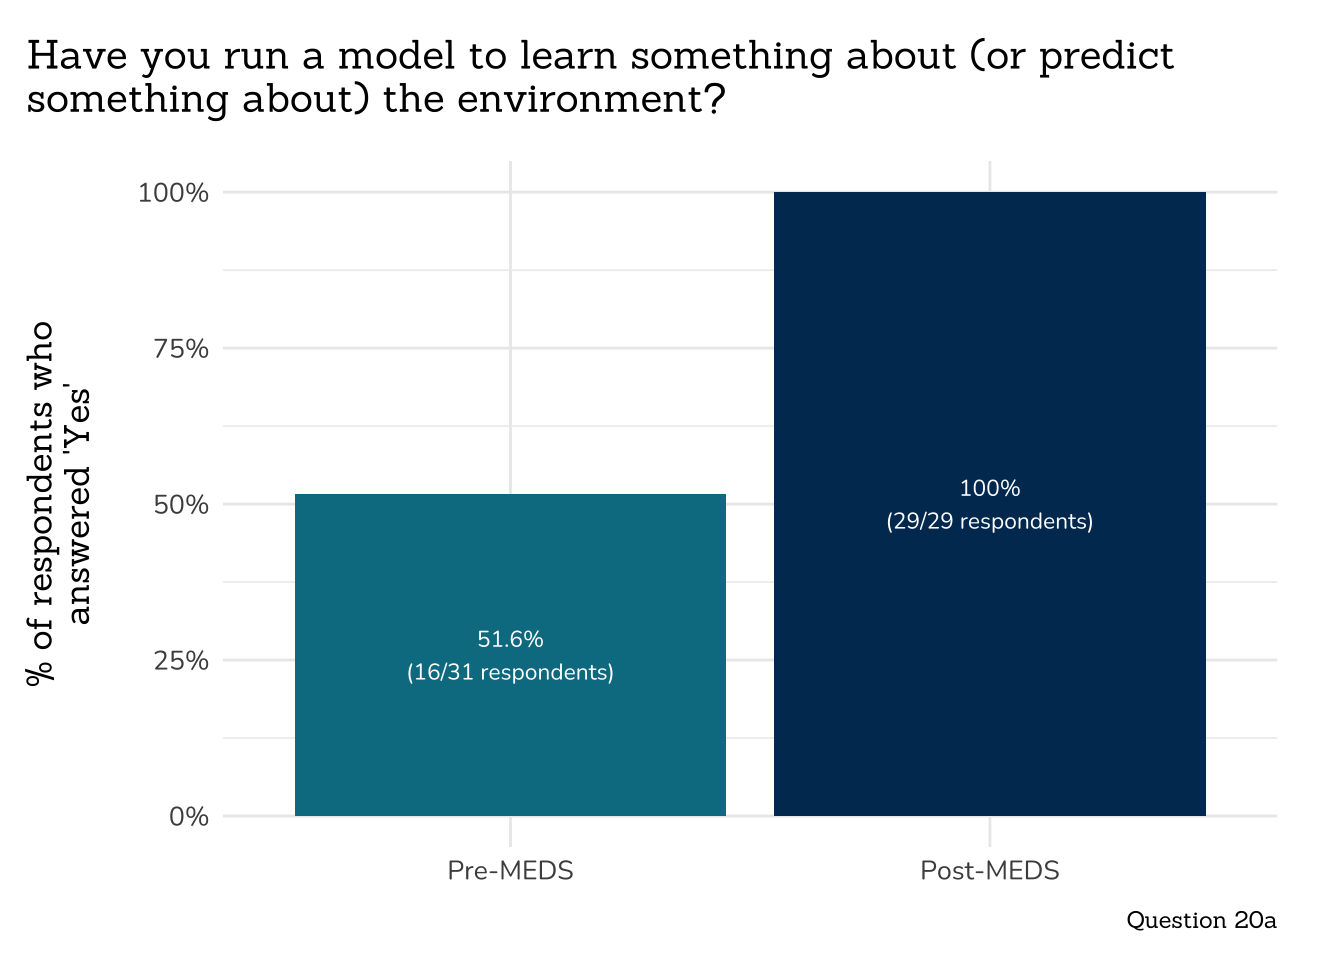 Have you run a model to learn something about (or predict
something about) the environment?
% of respondents who
answered 'Yes'
100%
75%
50%
25%
0%
51.6%
(16/31 respondents)
100%
(29/29 respondents)
Pre-MEDS
Post-MEDS
Question 20a